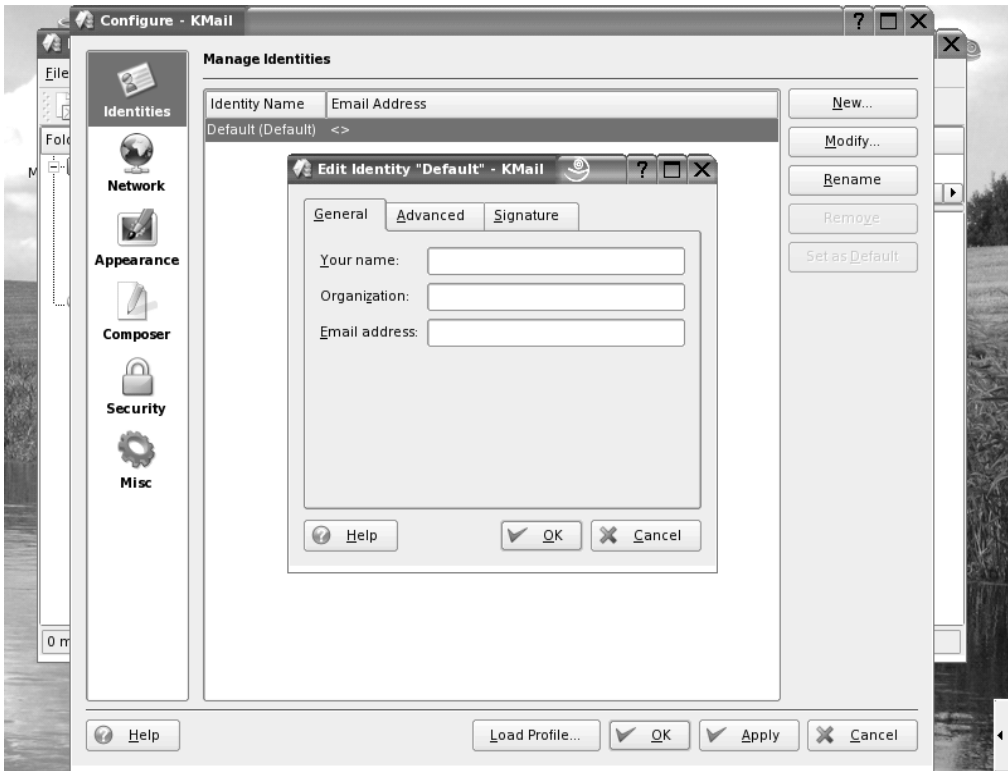 Configure - KMail
File
Fold
M
Identities
Network
Appearance
Composer
Security
Misc
Manage Identities
Identity Name Email Address
Default (Default) <>
New...
Modify...
Rename
Remove
Set as Default
Edit Identity "Default" - KMail
General Advanced Signature
Your name:
Organization:
Email address:
Help OK Cancel
0 m
Help Load Profile... OK Apply Cancel